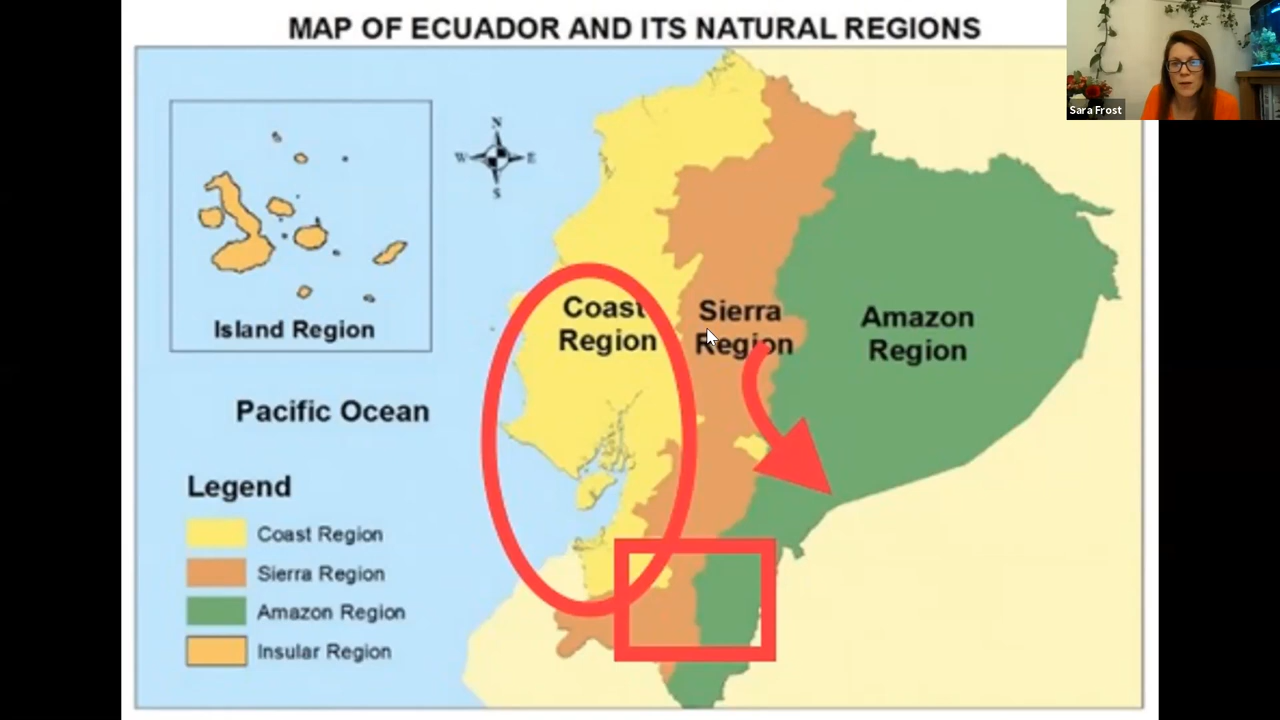 MAP OF ECUADOR AND ITS NATURAL REGIONS
Sara Frost
N
W E
S
Island Region
Coast
Region
Sierra
Region
Amazon
Region
Pacific Ocean
Legend
Coast Region
Sierra Region
Amazon Region
Insular Region